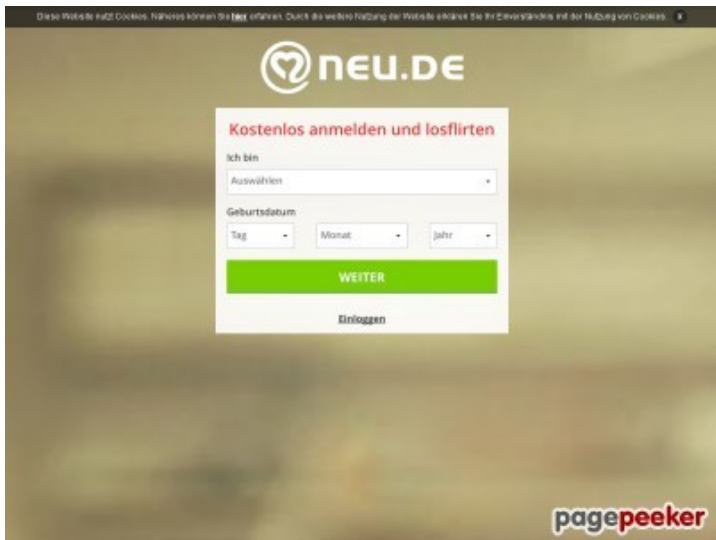 Diese Website nutzt Cookies. Näheres können Sie hier erfahren. Durch die weitere Nutzung der Website erklären Sie Ihr Einverständnis mit der Nutzung von Cookies. X
neu.de
Kostenlos anmelden und losflirten
Ich bin
Auswählen
Geburtsdatum
Tag Monat Jahr
WEITER
Einloggen
pagepeeker